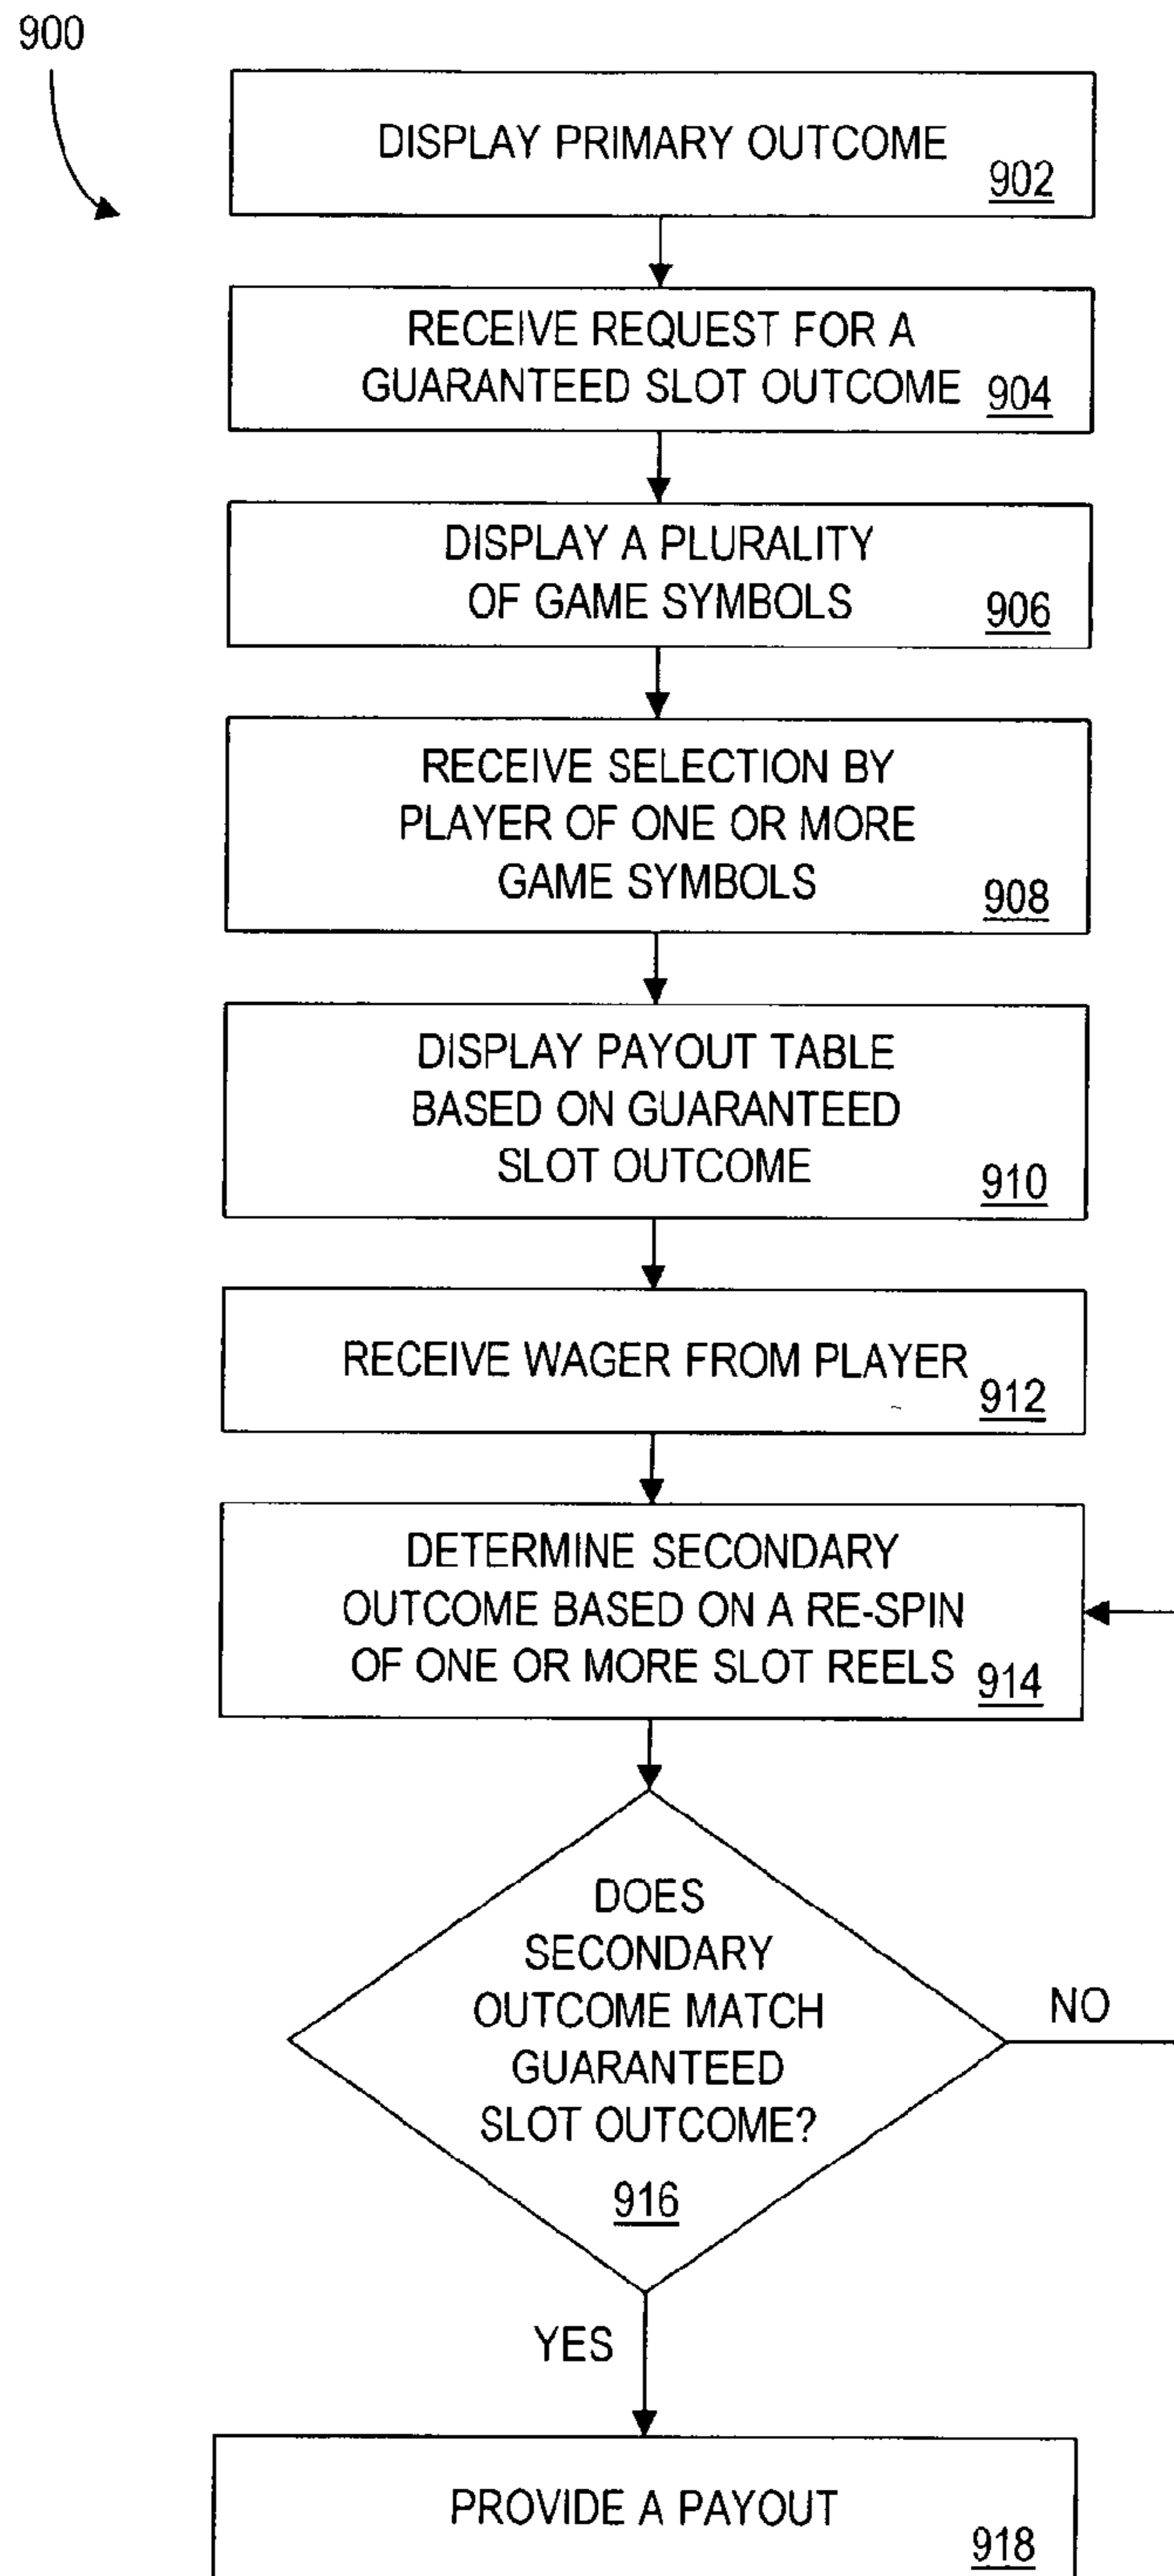 900
DISPLAY PRIMARY OUTCOME
902
RECEIVE REQUEST FOR A
GUARANTEED SLOT OUTCOME
904
DISPLAY A PLURALITY
OF GAME SYMBOLS
906
RECEIVE SELECTION BY
PLAYER OF ONE OR MORE
GAME SYMBOLS
908
DISPLAY PAYOUT TABLE
BASED ON GUARANTEED
SLOT OUTCOME
910
RECEIVE WAGER FROM PLAYER
912
DETERMINE SECONDARY
OUTCOME BASED ON A RE-SPIN
OF ONE OR MORE SLOT REELS
914
DOES
SECONDARY
OUTCOME MATCH
GUARANTEED
SLOT OUTCOME?
916
NO
YES
PROVIDE A PAYOUT
918